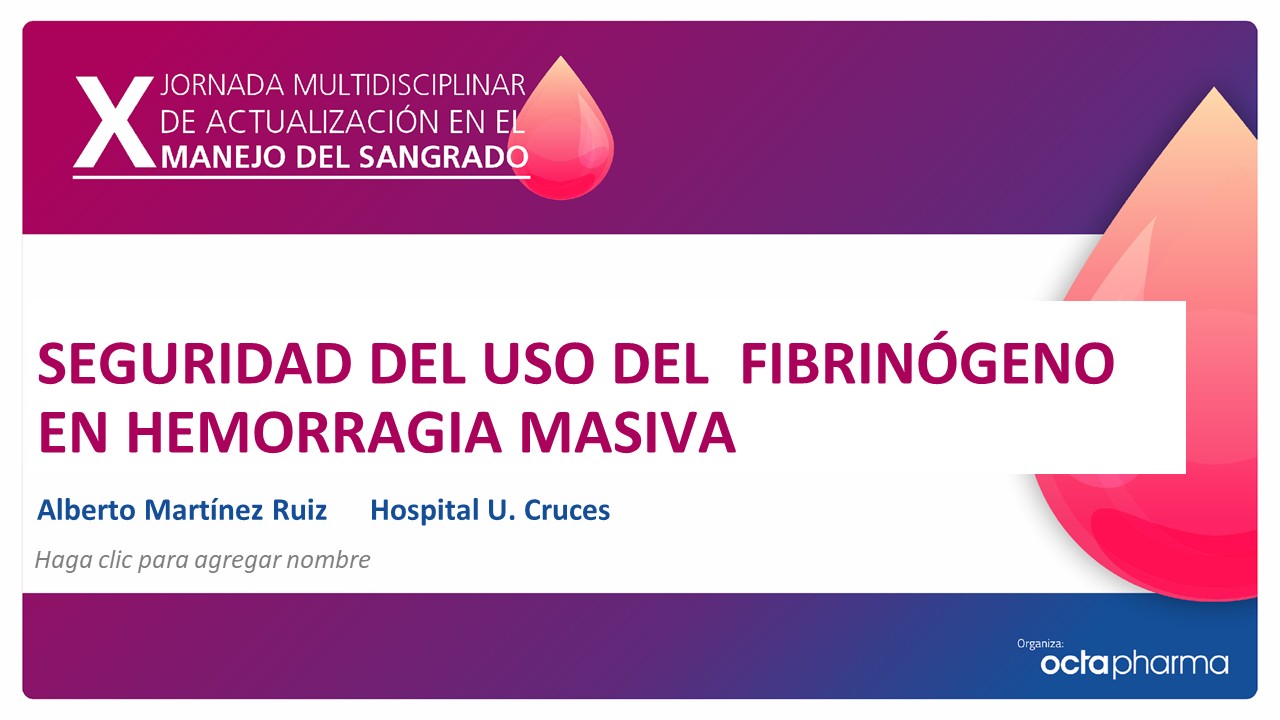 X
JORNADA MULTIDISCIPLINAR
DE ACTUALIZACIÓN EN EL
MANEJO DEL SANGRADO
SEGURIDAD DEL USO DEL FIBRINÓGENO
EN HEMORRAGIA MASIVA
Alberto Martínez Ruiz Hospital U. Cruces
Haga clic para agregar nombre
Organiza:
octapharma